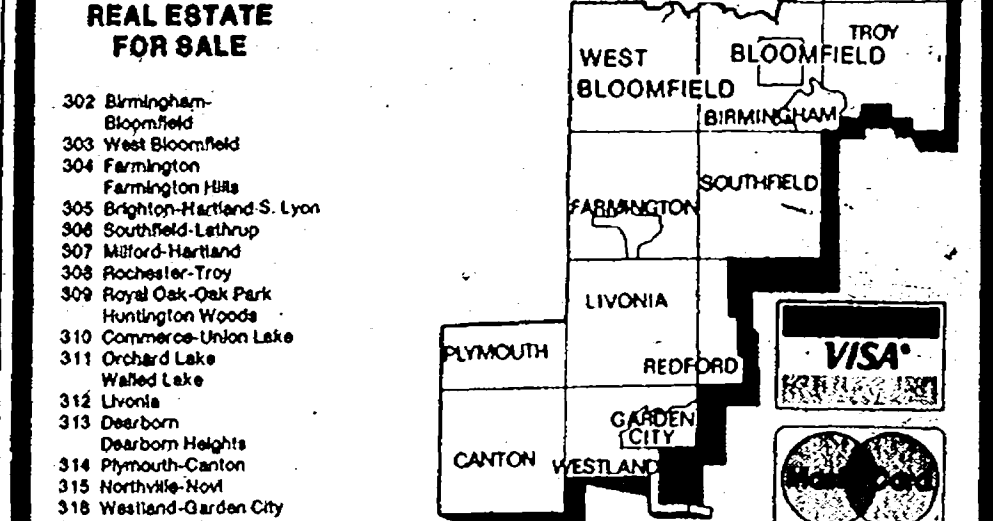 REAL ESTATE
FOR SALE
302 Birmingham-
Bloomfield
303 West Bloomfield
304 Farmington
Farmington Hills
305 Brighton-Hartland-S. Lyon
306 Southfield-Lathrup
307 Milford-Hartland
308 Rochester-Troy
309 Royal Oak-Oak Park
Huntington Woods
310 Commerce-Union Lake
311 Orchard Lake
Walled Lake
312 Livonia
313 Dearborn
Dearborn Heights
314 Plymouth-Canton
315 Northville-Novi
316 Westland-Garden City
TROY
WEST
BLOOMFIELD
BLOOMFIELD
BIRMINGHAM
SOUTHFIELD
FARMINGTON
LIVONIA
PLYMOUTH
REDFORD
GARDEN
CITY
CANTON
WESTLAND
VISA®
MasterCard